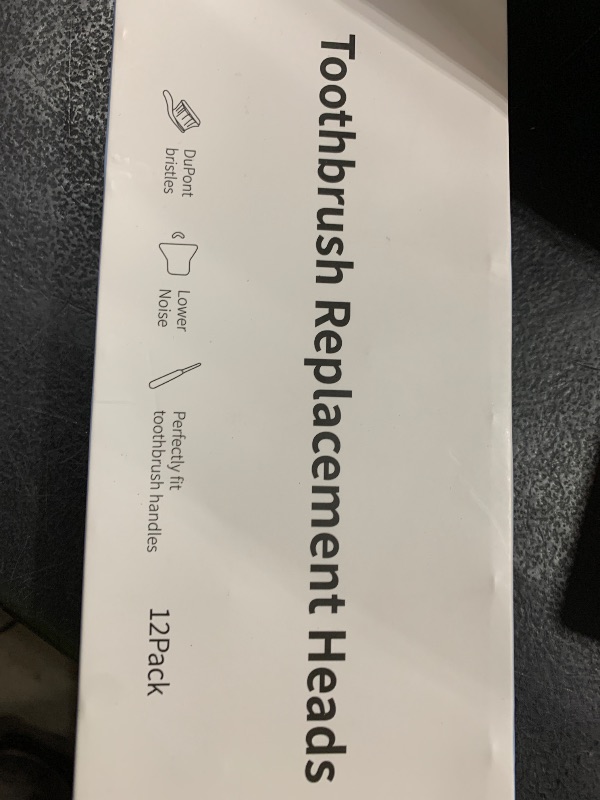 Toothbrush Replacement Heads
DuPont
bristles
Lower
Noise
Perfectly fit
toothbrush handles
12Pack